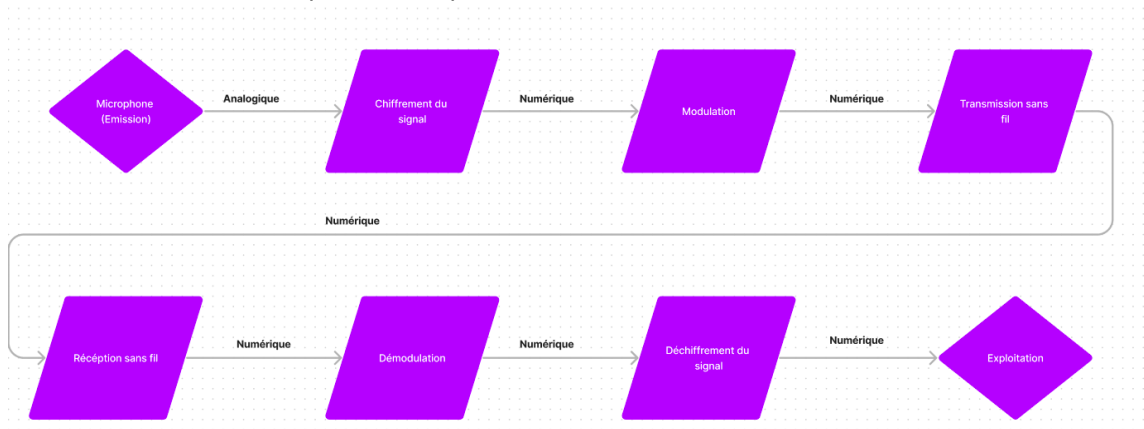 Microphone
(Emission)
Analogique
Chiffrement du
signal
Numérique
Modulation
Numérique
Transmission sans
fil
Numérique
Récéption sans fil
Numérique
Démodulation
Numérique
Déchiffrement du
signal
Numérique
Exploitation